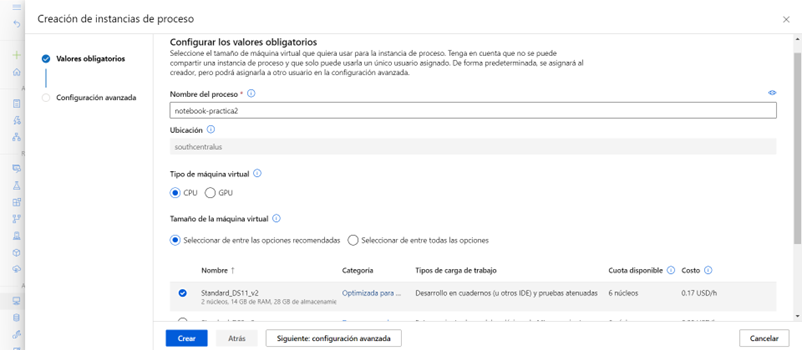 Creación de instancias de proceso
Valores obligatorios
Configuración avanzada
Configurar los valores obligatorios
Seleccione el tamaño de máquina virtual que quiera usar para la instancia de proceso. Tenga en cuenta que no se puede
compartir una instancia de proceso y que solo puede usarla un único usuario asignado. De forma predeterminada, se asignará al
creador, pero podrá asignarla a otro usuario en la configuración avanzada.
Nombre del proceso *
notebook-practica2
Ubicación
southcentralus
Tipo de máquina virtual
CPU GPU
Tamaño de la máquina virtual
Seleccionar de entre las opciones recomendadas Seleccionar de entre todas las opciones
Nombre ↑ Categoría Tipos de carga de trabajo Cuota disponible Costo
Standard_DS11_v2 Optimizada para ... Desarrollo en cuadernos (u otros IDE) y pruebas atenuadas 6 núcleos 0.17 USD/h
2 núcleos, 14 GB de RAM, 28 GB de almacenamie
Crear Atrás Siguiente: configuración avanzada Cancelar